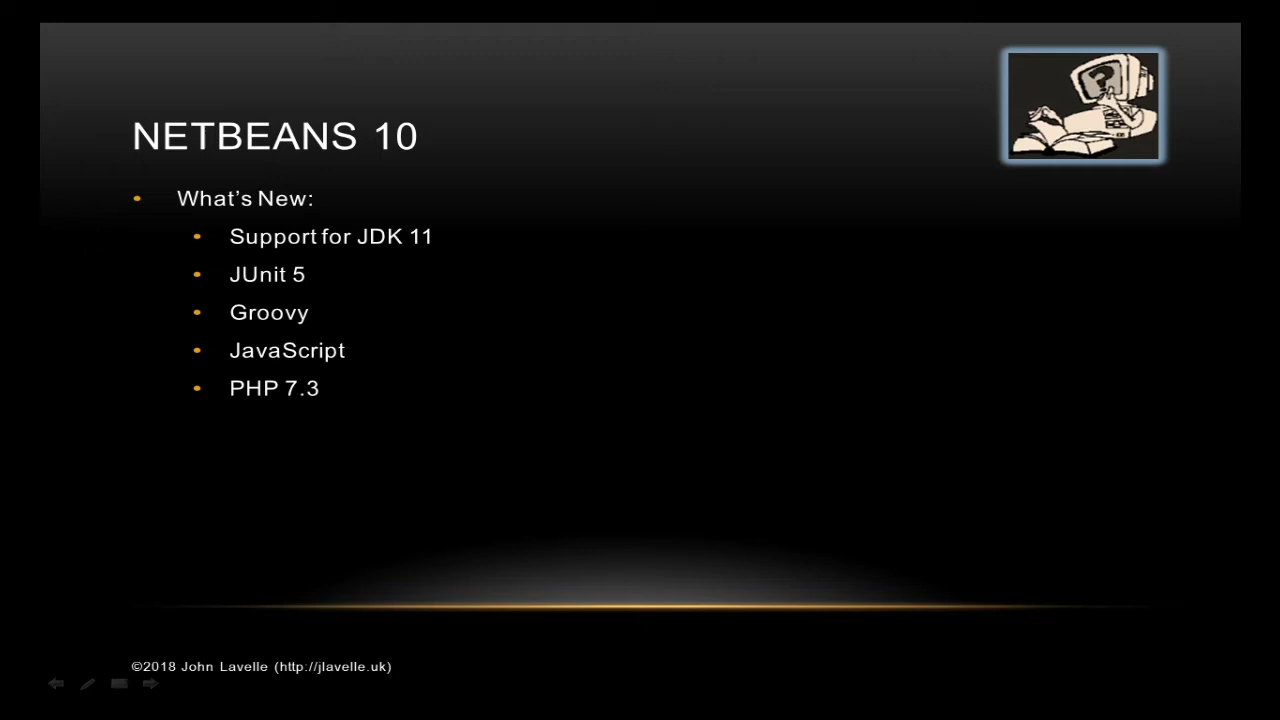 NETBEANS 10
What’s New:
Support for JDK 11
JUnit 5
Groovy
JavaScript
PHP 7.3
©2018 John Lavelle (http://jlavelle.uk)